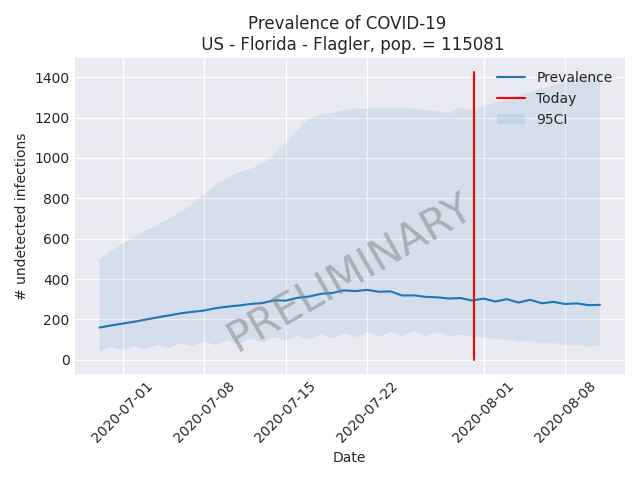 Prevalence of COVID-19
US - Florida - Flagler, pop. = 115081
# undetected infections
1400
1200
1000
800
600
400
200
0
Prevalence
Today
95CI
PRELIMINARY
2020-07-01
2020-07-08
2020-07-15
2020-07-22
2020-08-01
2020-08-08
Date